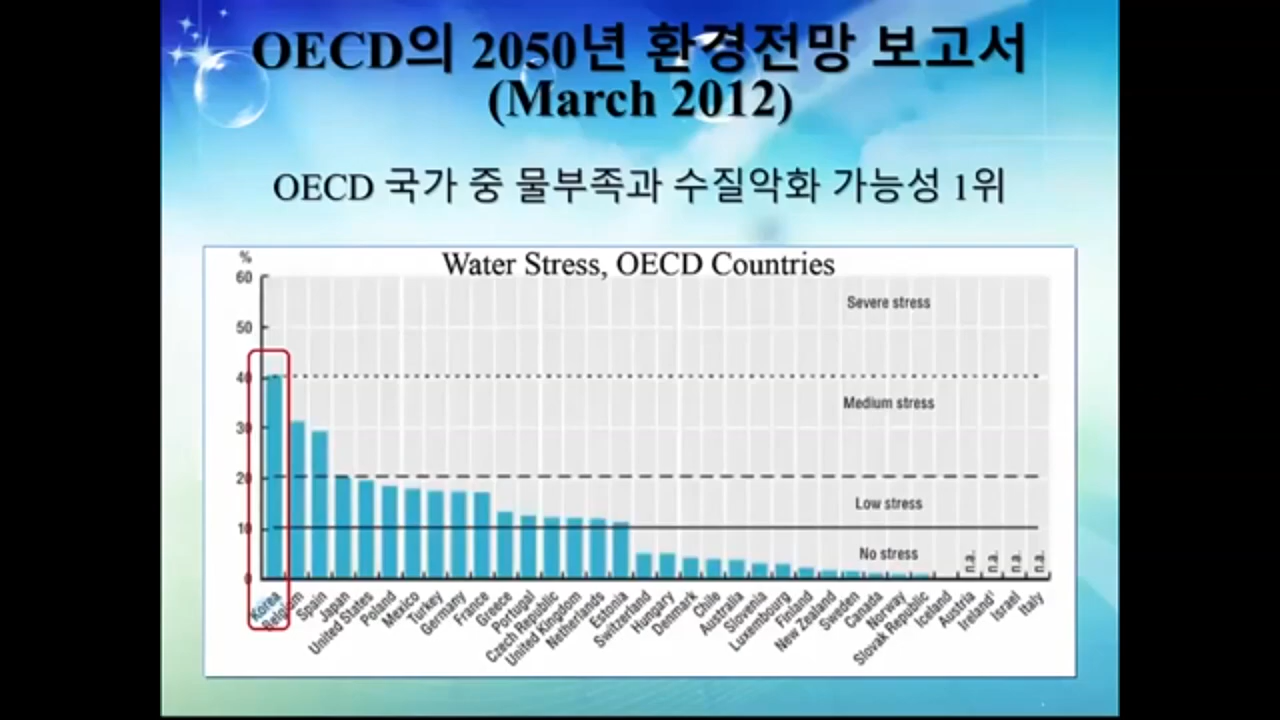 OECD의 2050년 환경전망 보고서
(March 2012)
OECD 국가 중 물부족과 수질악화 가능성 1위
Water Stress, OECD Countries
%
60
50
40
30
20
10
0
Severe stress
Medium stress
Low stress
No stress
n.a.
n.a.
n.a.
n.a.
Korea
Belgium
Spain
Japan
United States
Poland
Mexico
Turkey
Germany
France
Greece
Portugal
Czech Republic
United Kingdom
Netherlands
Estonia
Switzerland
Hungary
Denmark
Chile
Australia
Slovenia
Luxembourg
Finland
New Zealand
Sweden
Canada
Norway
Slovak Republic
Iceland
Austria
Ireland¹
Israel
Italy